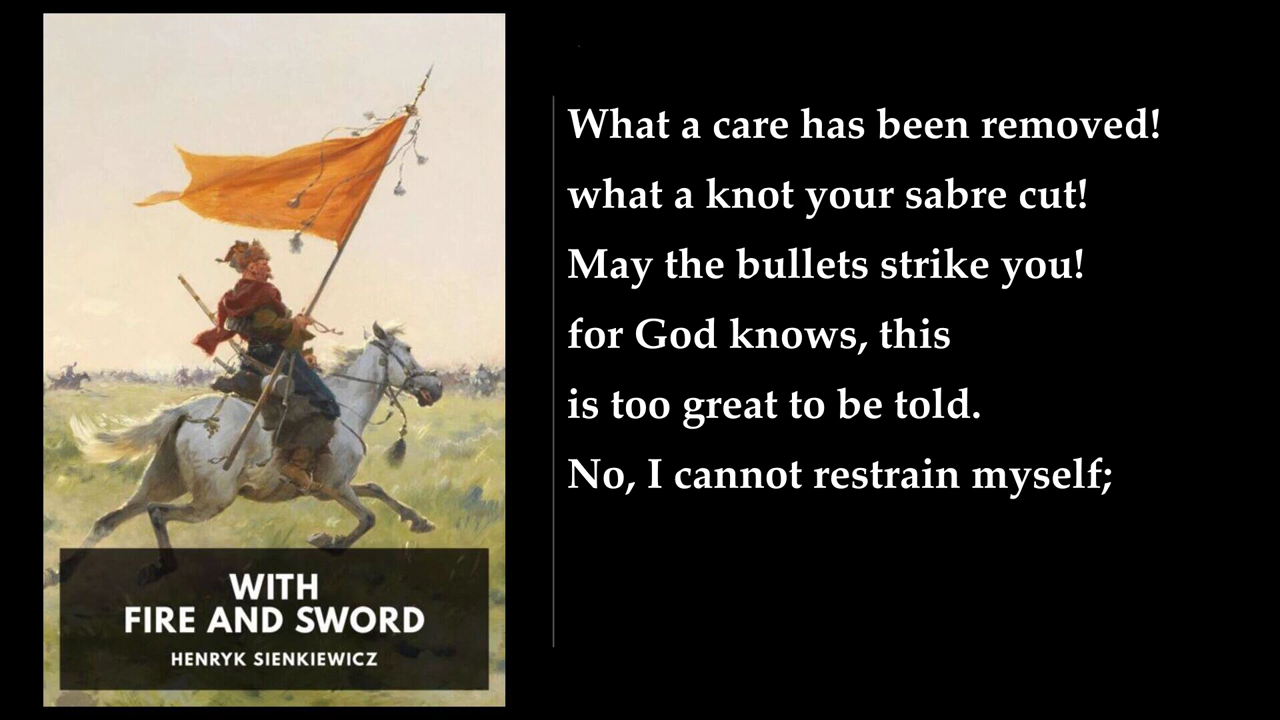 What a care has been removed!
what a knot your sabre cut!
May the bullets strike you!
for God knows, this
is too great to be told.
No, I cannot restrain myself;
WITH
FIRE AND SWORD
HENRYK SIENKIEWICZ